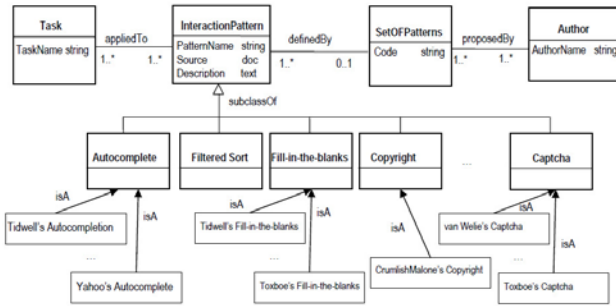 Task
TaskName string
appliedTo
1..*
1..*
InteractionPattern
PatternName string
Source doc
Description text
definedBy
1..*
0..1
SetOFPatterns
Code string
proposedBy
1..*
1..*
Author
AuthorName string
subclassOf
Autocomplete
Filtered Sort
Fill-in-the-blanks
Copyright
...
Captcha
isA
isA
isA
isA
isA
isA
isA
Tidwell's Autocompletion
Tidwell's Fill-in-the-blanks
van Welie's Captcha
...
...
...
Yahoo's Autocomplete
Toxboe's Fill-in-the-blanks
CrumlishMalone's Copyright
Toxboe's Captcha